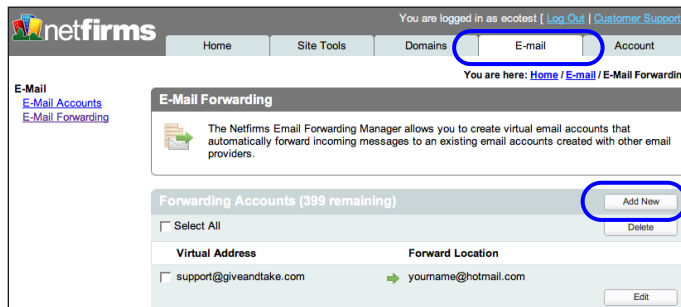 netfirms
You are logged in as ecotest [ Log Out | Customer Support
Home Site Tools Domains E-mail Account
You are here: Home / E-mail / E-Mail Forwardin
E-Mail
E-Mail Accounts
E-Mail Forwarding
E-Mail Forwarding
The Netfirms Email Forwarding Manager allows you to create virtual email accounts that
automatically forward incoming messages to an existing email accounts created with other email
providers.
Forwarding Accounts (399 remaining)
Add New
Select All
Delete
Virtual Address Forward Location
support@giveandtake.com yourname@hotmail.com
Edit